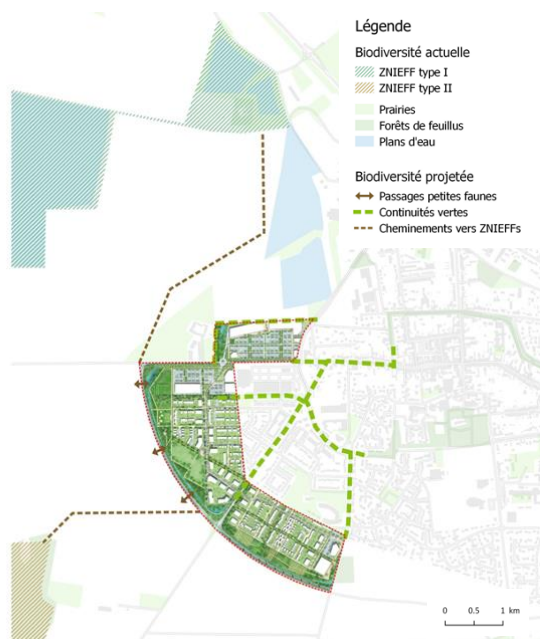 Légende
Biodiversité actuelle
ZNIEFF type I
ZNIEFF type II
Prairies
Forêts de feuillus
Plans d'eau
Biodiversité projetée
Passages petites faunes
Continuités vertes
Cheminements vers ZNIEFFs
0 0.5 1 km